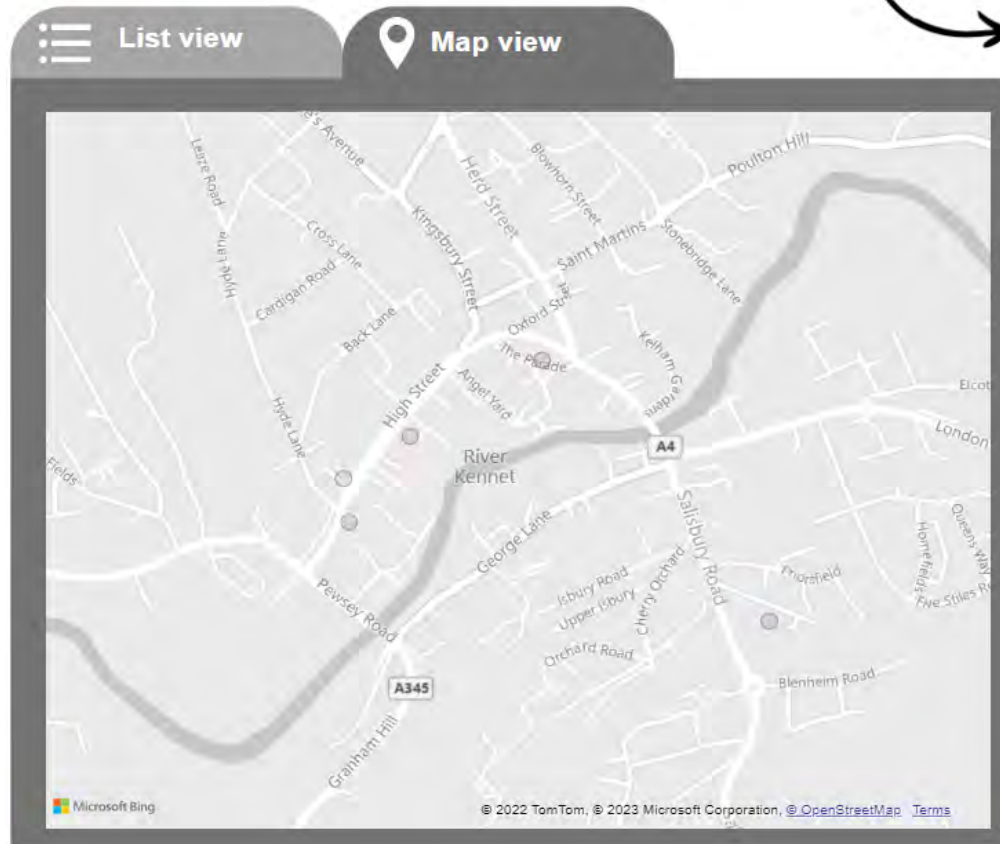 List view
Map view
Leaze Road
e's Avenue
Herd Street
Blowhorn Street
Poulton Hill
Hyde Lane
Cross Lane
Kingsbury Street
Saint Martins
Stonebridge Lane
Cardigan Road
Back Lane
Oxford Str
The Parade
Kelham Gardens
Angel Yard
High Street
Elcot
London
Hyde Lane
River
Kennet
A4
Fields
George Lane
Salisbury Road
Queens Way
Homefields
Pewsey Road
Isbury Road
Upper Isbury
Cherry Orchard
Priorsfield
Five Stiles R
Orchard Road
A345
Blenheim Road
Granham Hill
Microsoft Bing
© 2022 TomTom, © 2023 Microsoft Corporation, © OpenStreetMap Terms